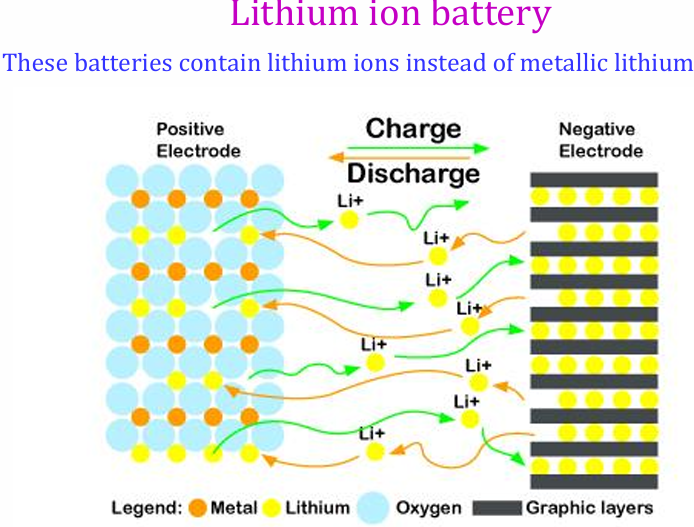 Lithium ion battery
These batteries contain lithium ions instead of metallic lithium
Positive
Electrode
Charge
Discharge
Negative
Electrode
Li+
Li+
Li+
Li+
Li+
Li+
Li+
Li+
Legend: Metal Lithium Oxygen Graphic layers